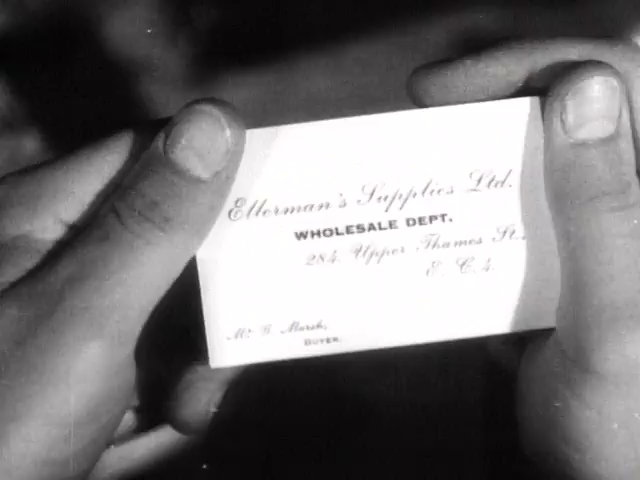 Ellerman's Supplies Ltd.
WHOLESALE DEPT.
284, Upper Thames St.,
E. C. 4.
Mr. G. Marsh,
BUYER.